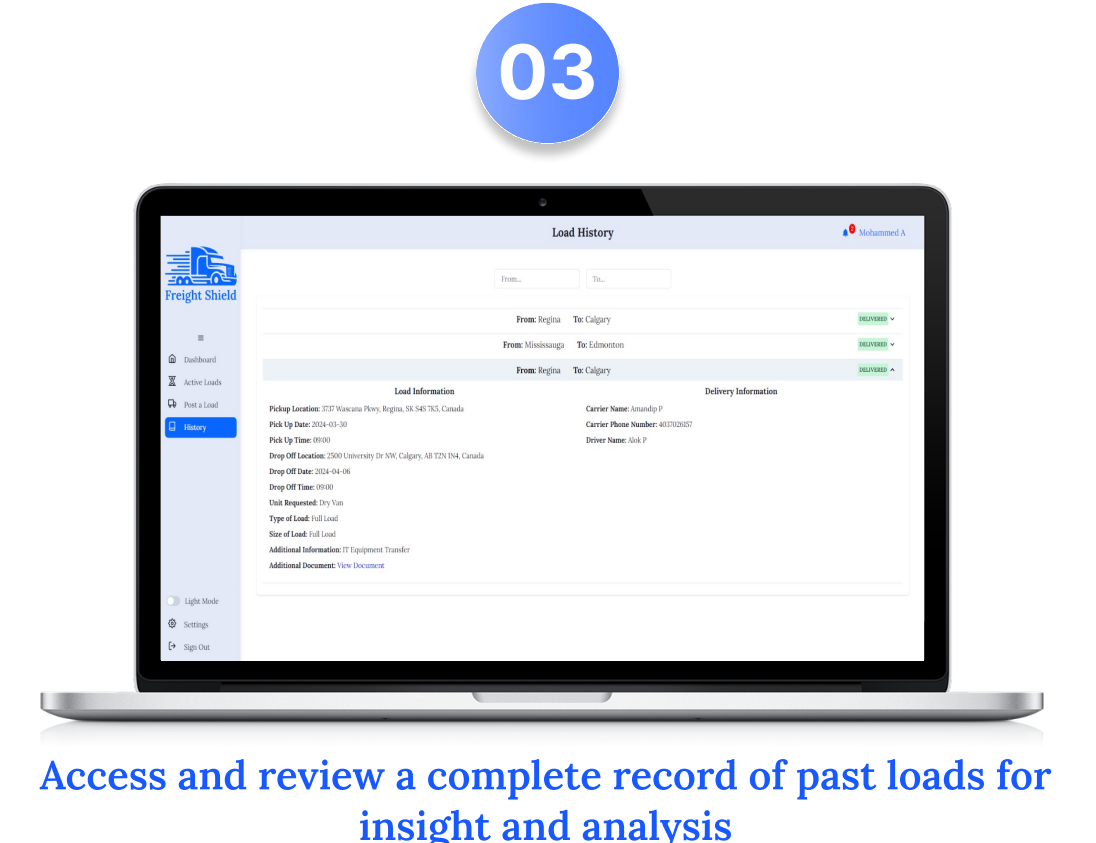 03
Load History
2
Mohammed A
Freight Shield
Dashboard
Active Loads
Post a Load
History
Light Mode
Settings
Sign Out
From...
To...
From: Regina To: Calgary
DELIVERED
From: Mississauga To: Edmonton
DELIVERED
From: Regina To: Calgary
DELIVERED
Load Information
Pickup Location: 3737 Wascana Pkwy, Regina, SK S4S 7K5, Canada
Pick Up Date: 2024-03-30
Pick Up Time: 09:00
Drop Off Location: 2500 University Dr NW, Calgary, AB T2N 1N4, Canada
Drop Off Date: 2024-04-06
Drop Off Time: 09:00
Unit Requested: Dry Van
Type of Load: Full Load
Size of Load: Full Load
Additional Information: IT Equipment Transfer
Additional Document: View Document
Delivery Information
Carrier Name: Amandip P
Carrier Phone Number: 4037026157
Driver Name: Alok P
Access and review a complete record of past loads for
insight and analysis